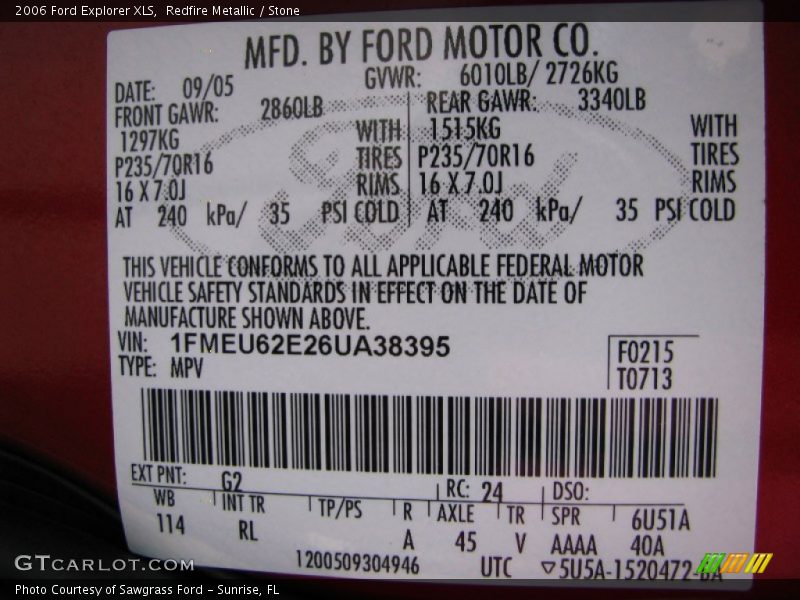 2006 Ford Explorer XLS, Redfire Metallic / Stone
MFD. BY FORD MOTOR CO.
DATE: 09/05 GVWR: 6010LB/ 2726KG
FRONT GAWR: 2860LB REAR GAWR: 3340LB
1297KG WITH 1515KG WITH
P235/70R16 TIRES P235/70R16 TIRES
16 X 7.0J RIMS 16 X 7.0J RIMS
AT 240 kPa/ 35 PSI COLD AT 240 kPa/ 35 PSI COLD
Ford
THIS VEHICLE CONFORMS TO ALL APPLICABLE FEDERAL MOTOR
VEHICLE SAFETY STANDARDS IN EFFECT ON THE DATE OF
MANUFACTURE SHOWN ABOVE.
VIN: 1FMEU62E26UA38395 F0215
TYPE: MPV T0713
EXT PNT: G2 RC: 24 DSO:
WB INT TR TP/PS R AXLE TR SPR 6U51A
114 RL A 45 V AAAA 40A
1200509304946 UTC ▽5U5A-1520472-BA
GTCARLOT.COM
Photo Courtesy of Sawgrass Ford - Sunrise, FL